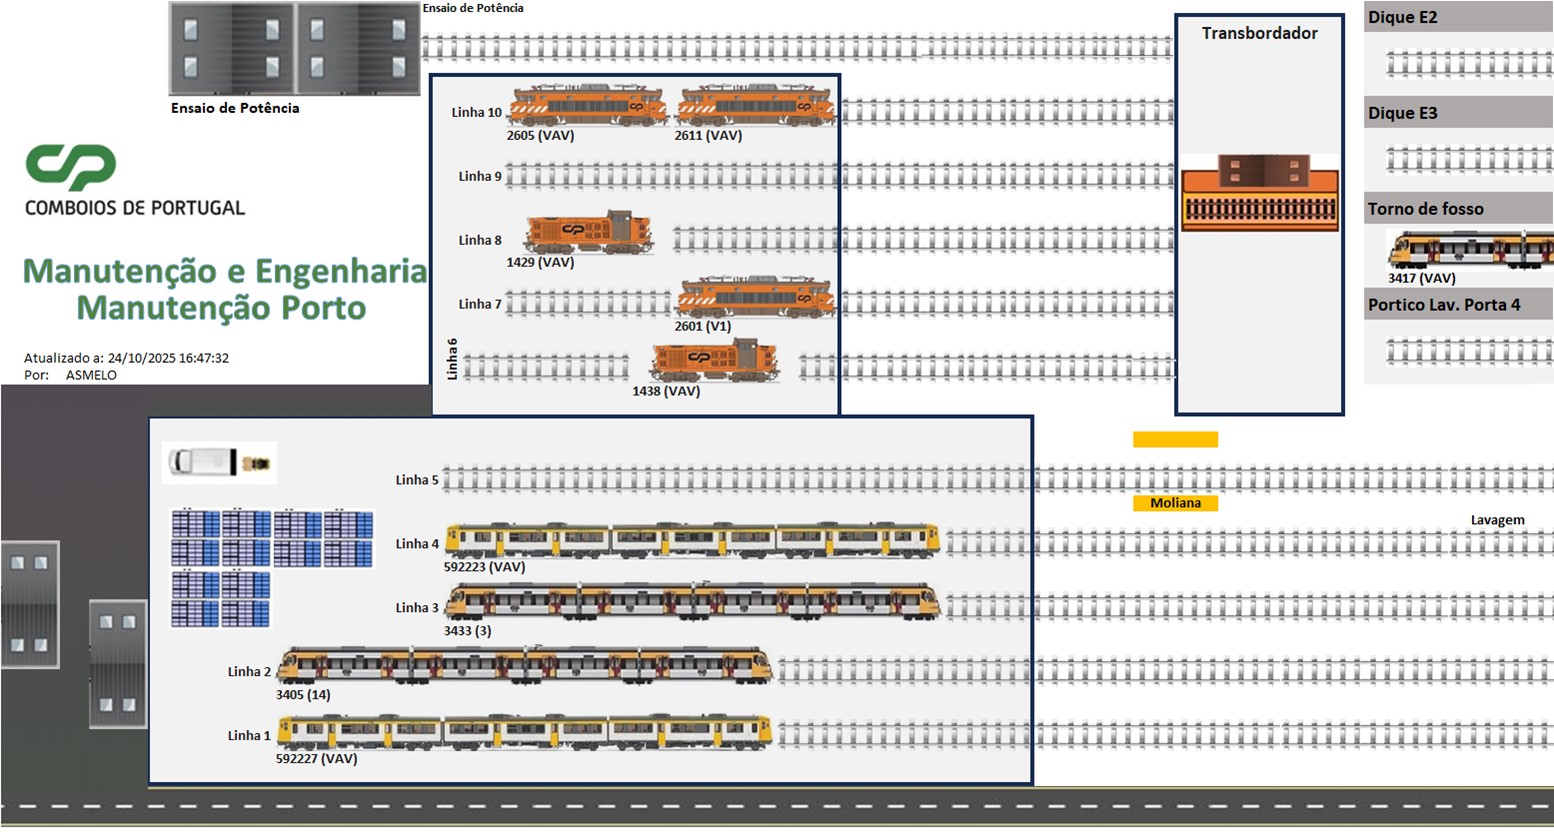 Ensaio de Potência
Ensaio de Potência
CP
COMBOIOS DE PORTUGAL
Manutenção e Engenharia
Manutenção Porto
Atualizado a: 24/10/2025 16:47:32
Por: ASMELO
Linha 10
2605 (VAV)
2611 (VAV)
Linha 9
Linha 8
1429 (VAV)
Linha 7
2601 (V1)
Linha6
1438 (VAV)
Transbordador
Dique E2
Dique E3
Torno de fosso
3417 (VAV)
Portico Lav. Porta 4
Linha 5
Moliana
Lavagem
Linha 4
592223 (VAV)
Linha 3
3433 (3)
Linha 2
3405 (14)
Linha 1
592227 (VAV)